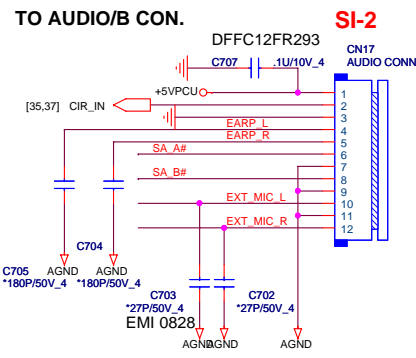 TO AUDIO/B CON.
SI-2
DFFC12FR293
CN17
AUDIO CONN
C707
.1U/10V_4
+5VPCU
1
[35,37] CIR_IN
2
3
EARP_L
4
EARP_R
5
SA_A#
6
7
SA_B#
8
9
EXT_MIC_L
10
11
EXT_MIC_R
12
C705
AGND
*180P/50V_4
C704
AGND
*180P/50V_4
C703
*27P/50V_4
C702
*27P/50V_4
EMI 0828
AGND
AGND
AGND